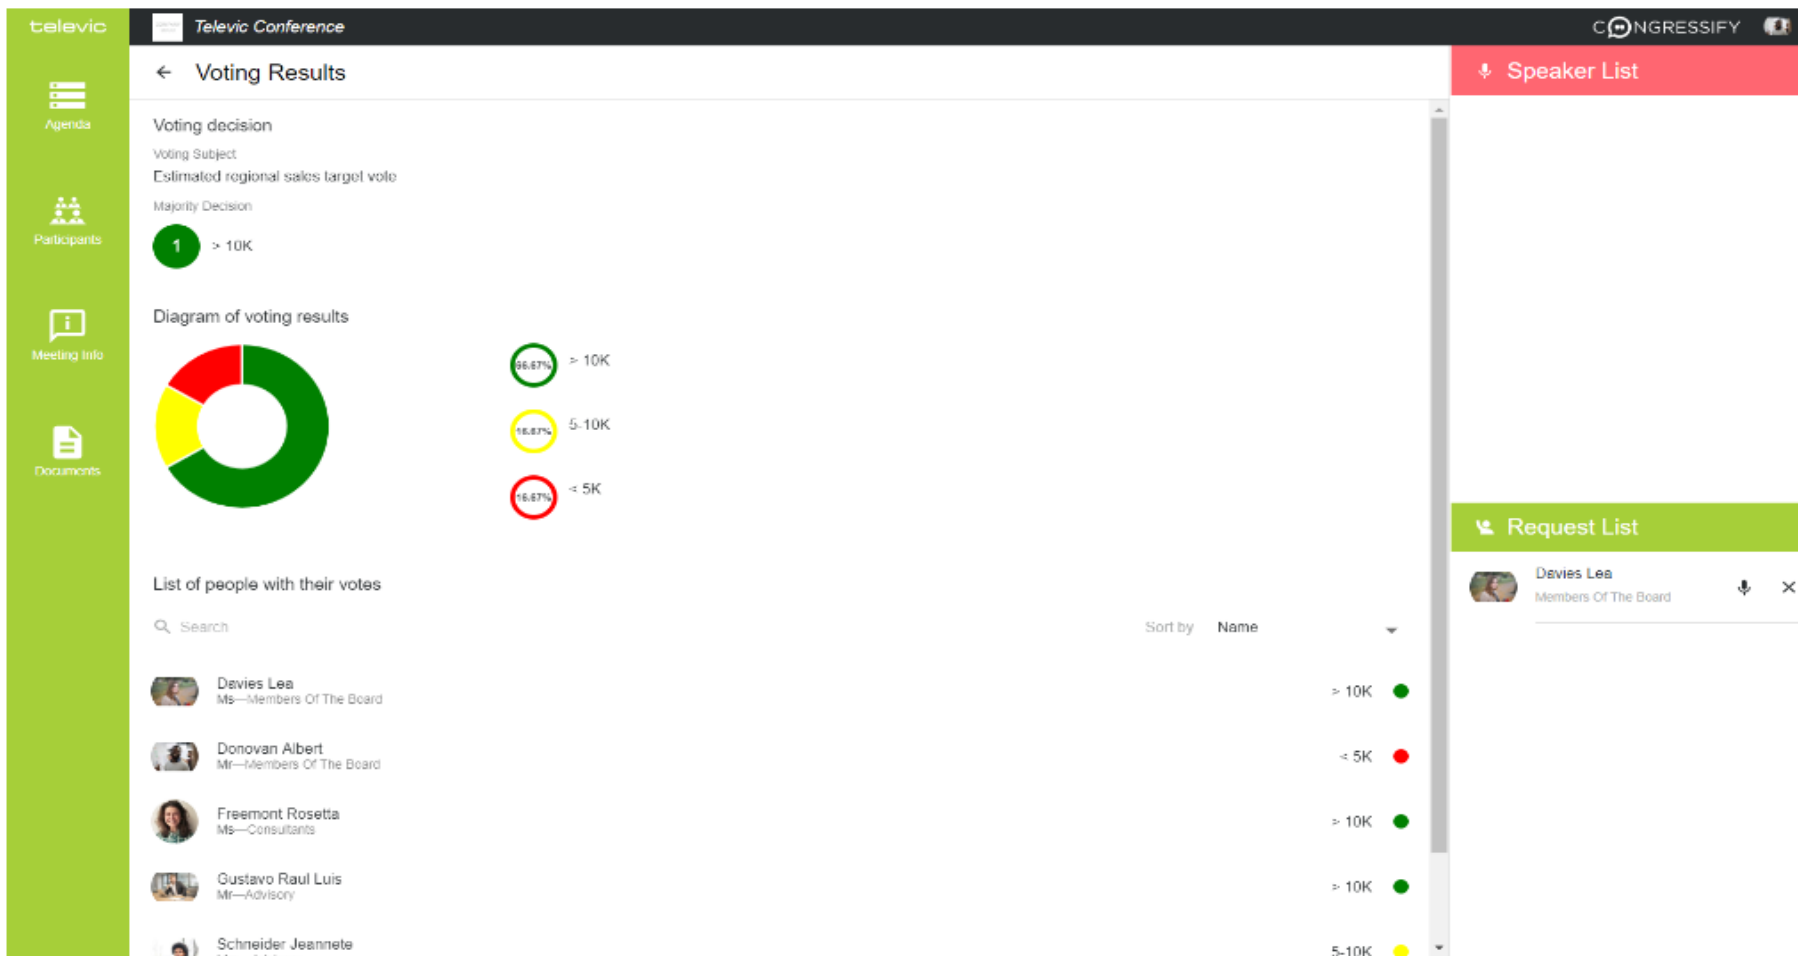 televic
Televic Conference
CONGRESSIFY
Agenda
Participants
Meeting Info
Documents
Voting Results
Voting decision
Voting Subject
Estimated regional sales target vote
Majority Decision
1 > 10K
Diagram of voting results
66.67% > 10K
16.67% 5-10K
16.67% < 5K
List of people with their votes
Search
Sort by Name
Davies Lea
Ms—Members Of The Board
> 10K
Donovan Albert
Mr—Members Of The Board
< 5K
Freemont Rosetta
Ms—Consultants
> 10K
Gustavo Raul Luis
Mr—Advisory
> 10K
Schneider Jeannete
5-10K
Speaker List
Request List
Davies Lea
Members Of The Board